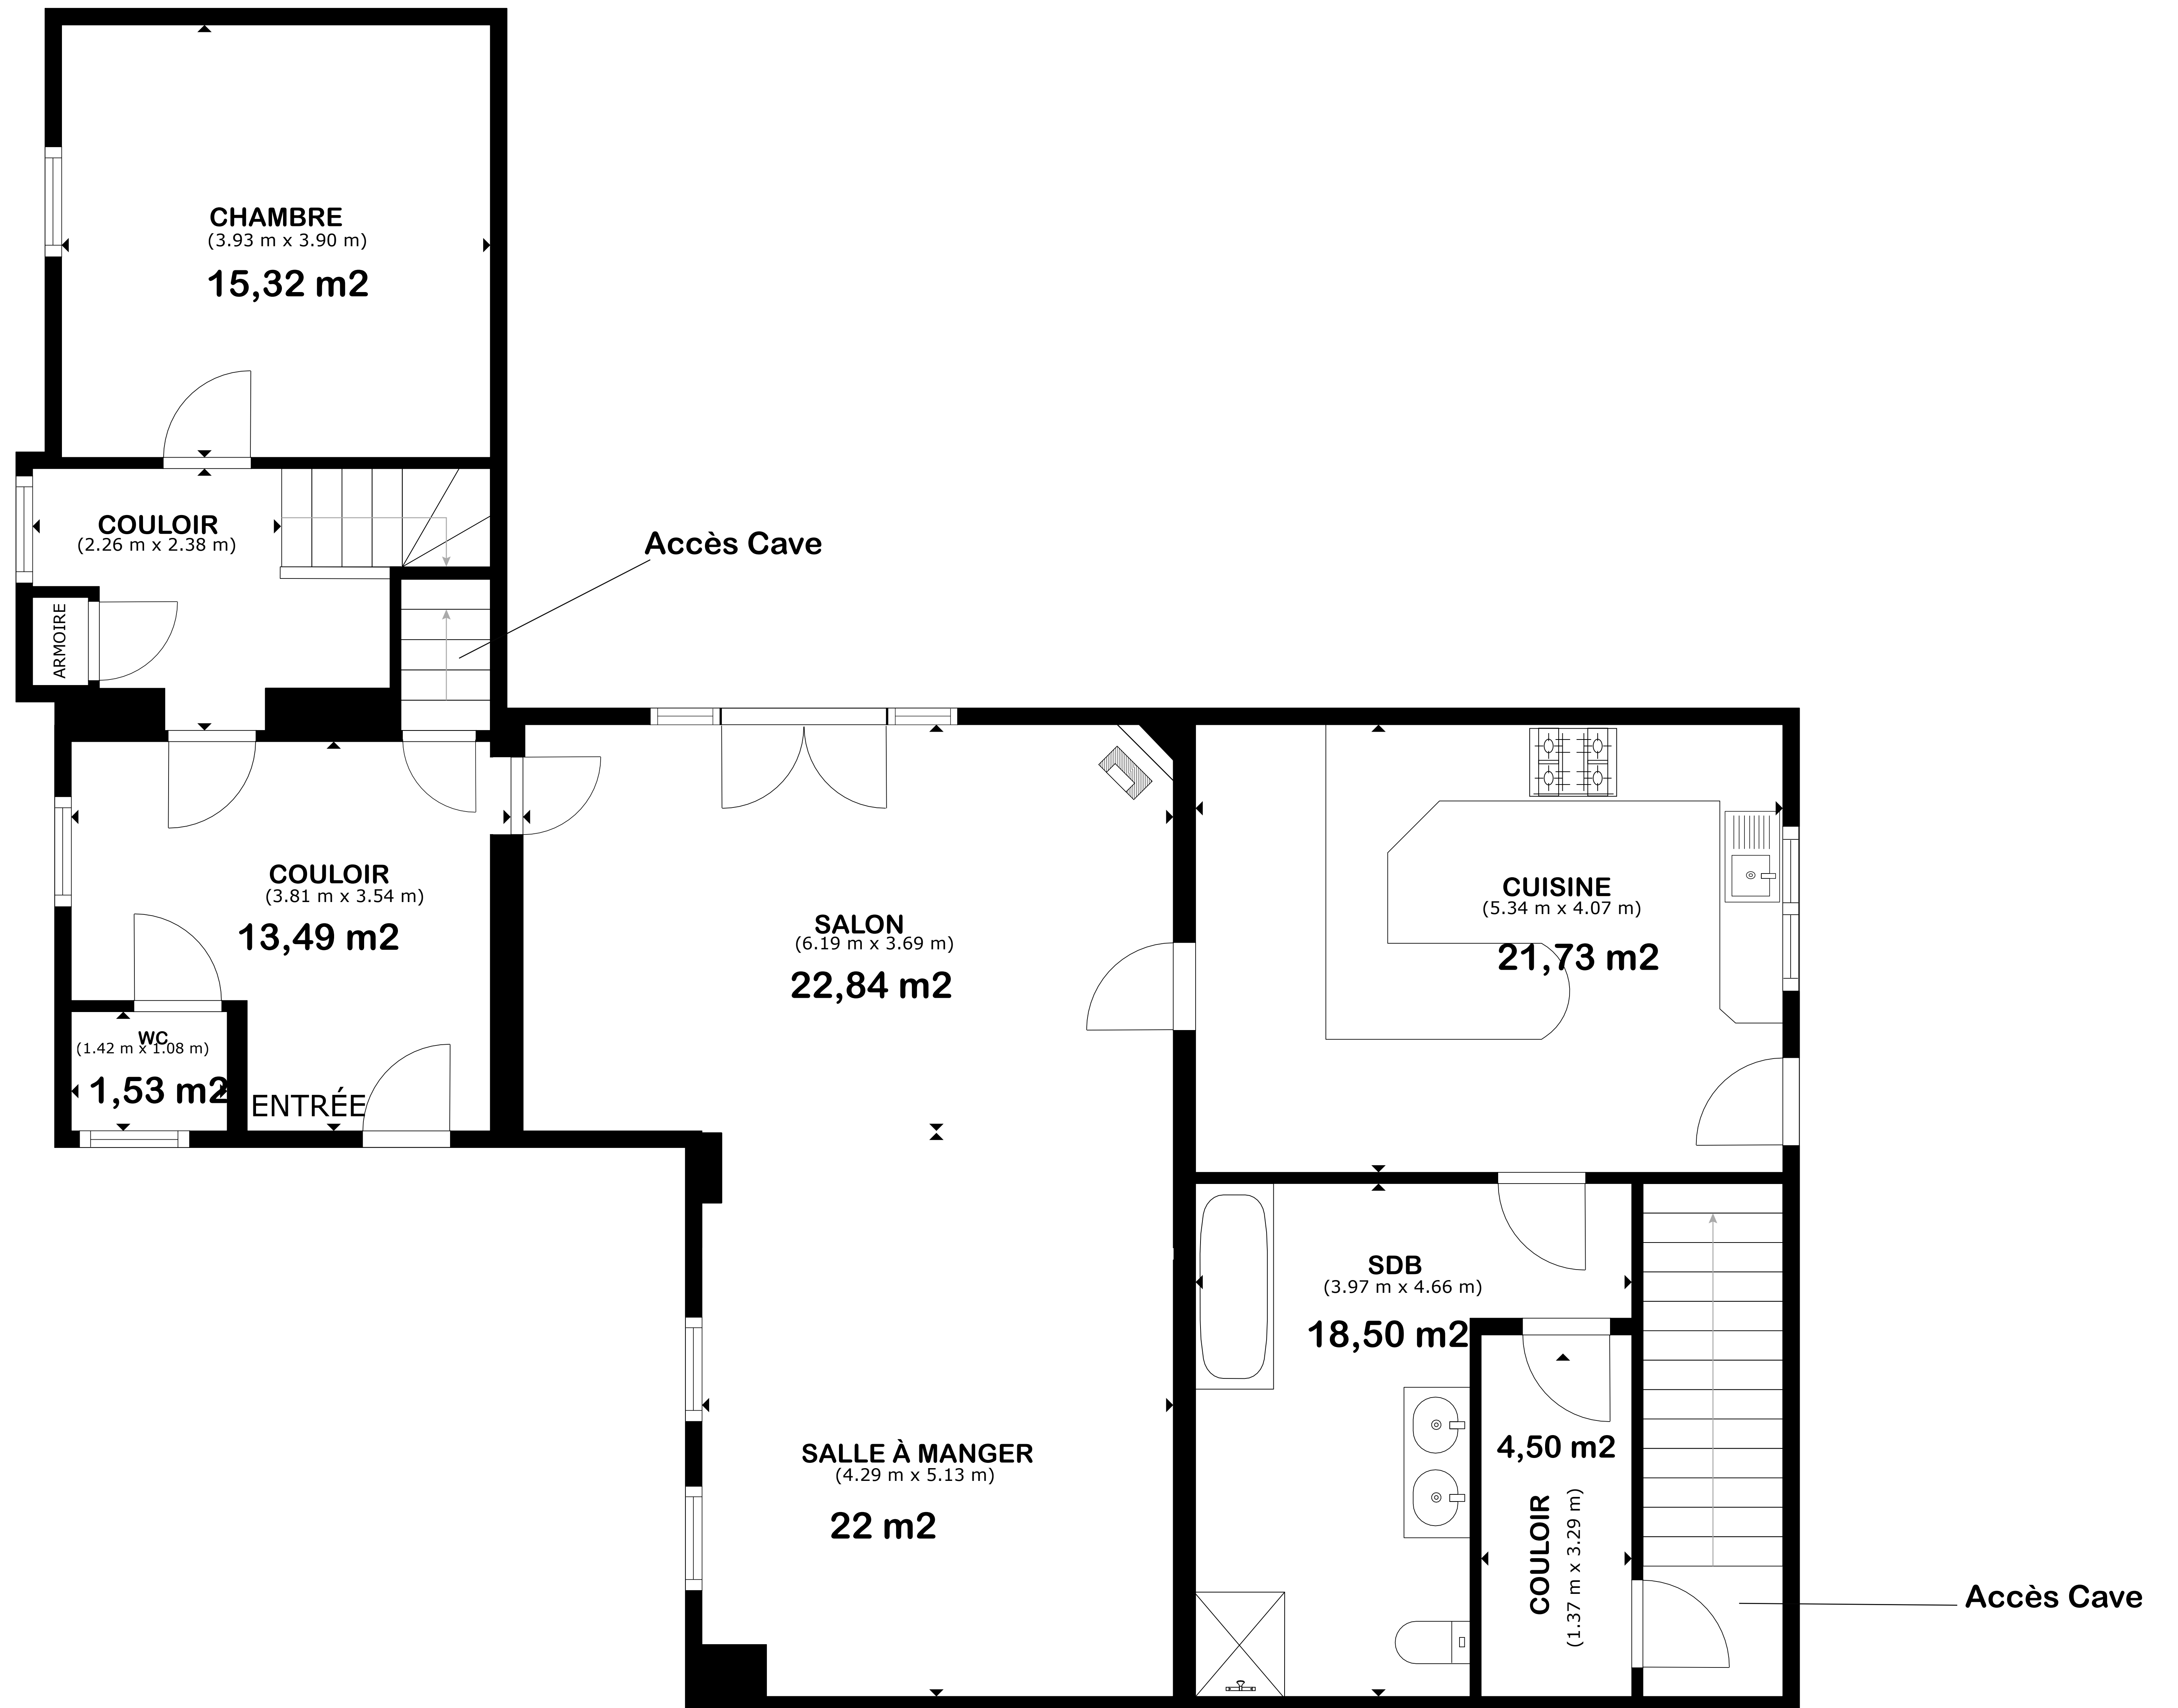 CHAMBRE
(3.93 m x 3.90 m)
15,32 m2
COULOIR
(2.26 m x 2.38 m)
Accès Cave
ARMOIRE
COULOIR
(3.81 m x 3.54 m)
13,49 m2
SALON
(6.19 m x 3.69 m)
22,84 m2
CUISINE
(5.34 m x 4.07 m)
21,73 m2
WC
(1.42 m x 1.08 m)
1,53 m2
ENTRÉE
SDB
(3.97 m x 4.66 m)
18,50 m2
SALLE À MANGER
(4.29 m x 5.13 m)
22 m2
4,50 m2
COULOIR
(1.37 m x 3.29 m)
Accès Cave